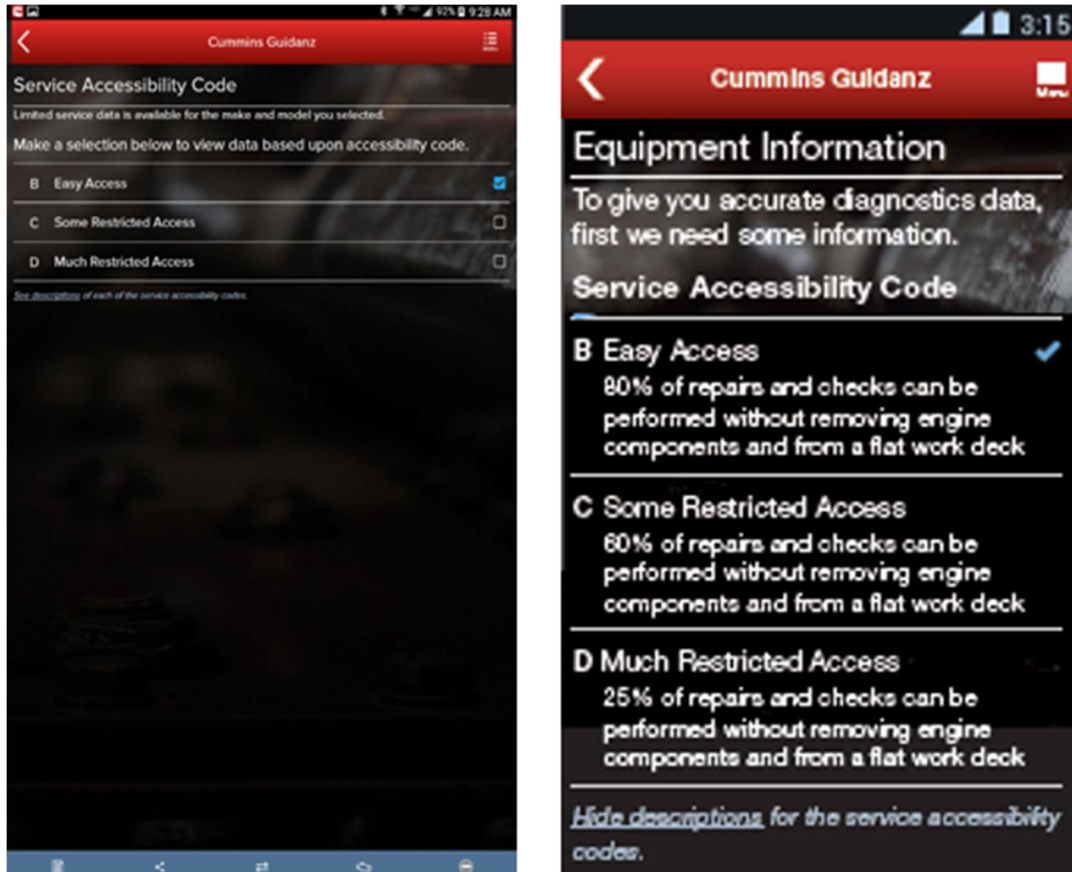 92% 9:28 AM
Cummins Guidanz
Service Accessibility Code
Limited service data is available for the make and model you selected.
Make a selection below to view data based upon accessibility code.
B Easy Access
C Some Restricted Access
D Much Restricted Access
See descriptions of each of the service accessibility codes.
3:15
Cummins Guidanz
Menu
Equipment Information
To give you accurate diagnostics data,
first we need some information.
Service Accessibility Code
B Easy Access
80% of repairs and checks can be
performed without removing engine
components and from a flat work deck
C Some Restricted Access
60% of repairs and checks can be
performed without removing engine
components and from a flat work deck
D Much Restricted Access
25% of repairs and checks can be
performed without removing engine
components and from a flat work deck
Hide descriptions for the service accessibility
codes.